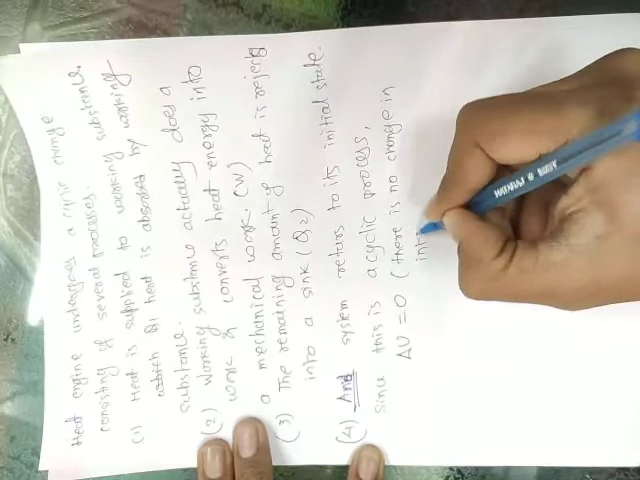 Heat engine undergoes a cyclic change
consisting of several processes.
(1) Heat is supplied to working substance.
Q1 heat is absorbed by working
substance.
(2) working substance actually does a
work & converts heat energy into
a mechanical work. (W)
(3) The remaining amount of heat is rejects
into a sink (Q2)
(4) And system returs to its initial state.
since this is a cyclic process,
ΔU = 0 (there is no change in
int